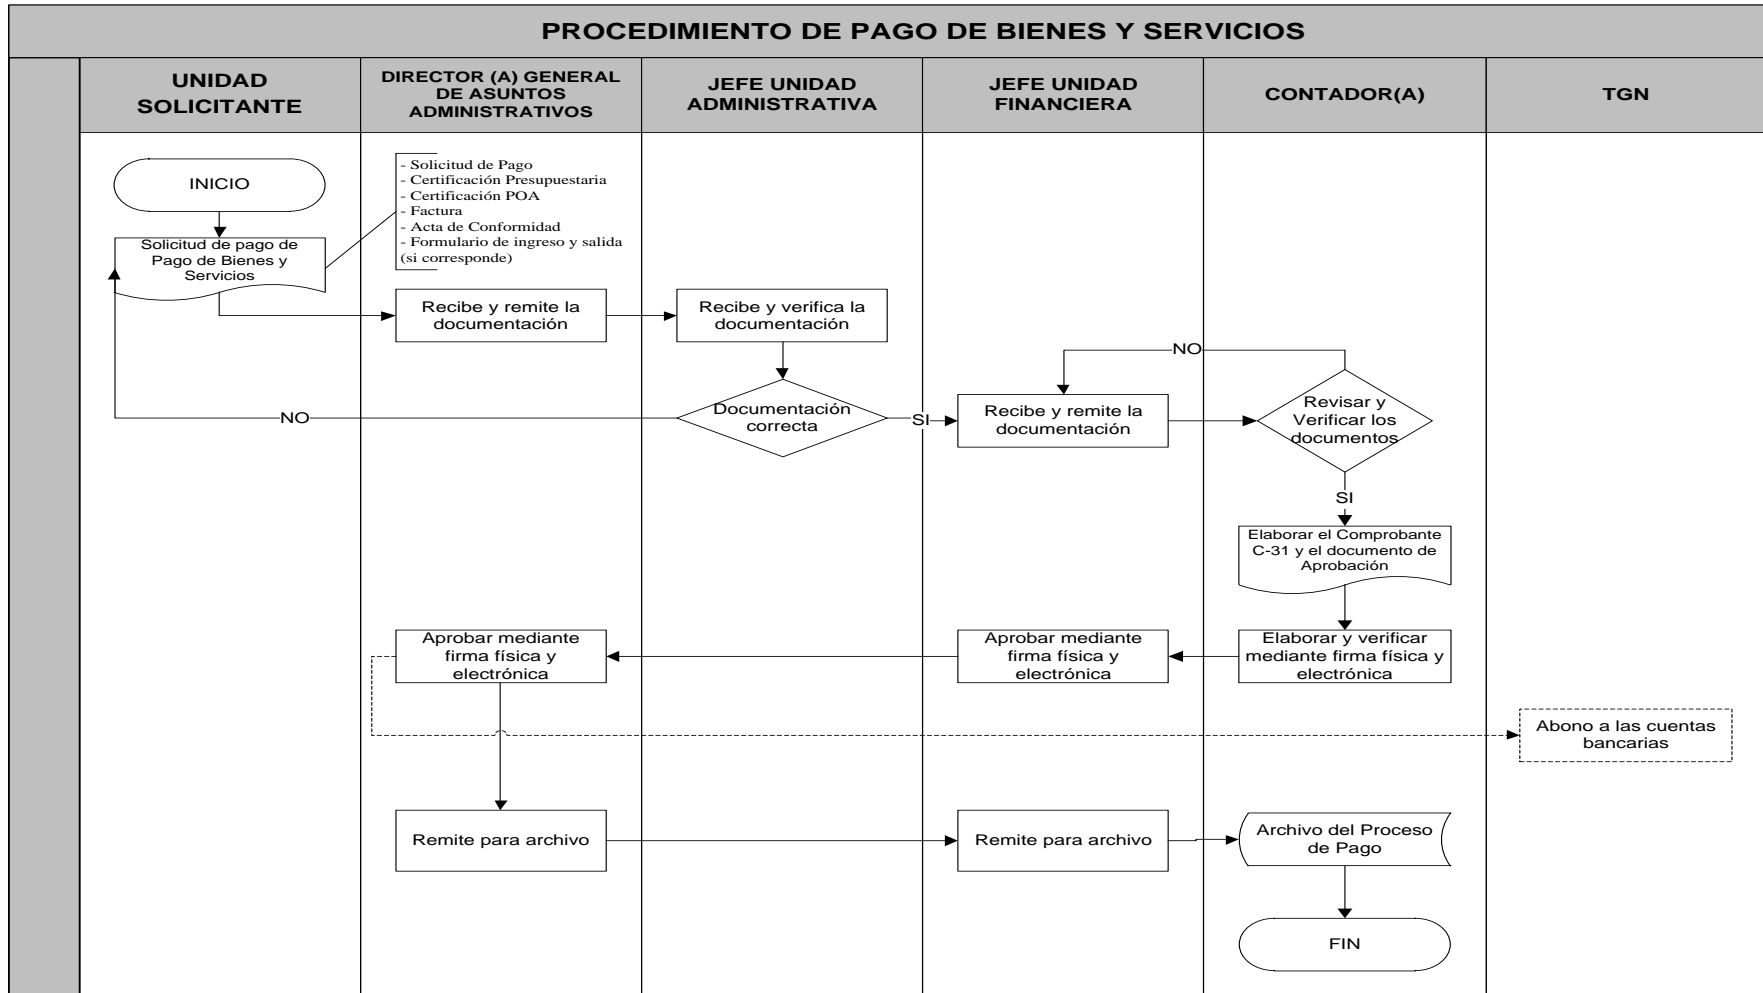 PROCEDIMIENTO DE PAGO DE BIENES Y SERVICIOS
UNIDAD
SOLICITANTE
DIRECTOR (A) GENERAL
DE ASUNTOS
ADMINISTRATIVOS
JEFE UNIDAD
ADMINISTRATIVA
JEFE UNIDAD
FINANCIERA
CONTADOR(A)
TGN
INICIO
- Solicitud de Pago
- Certificación Presupuestaria
- Certificación POA
- Factura
- Acta de Conformidad
- Formulario de ingreso y salida
(si corresponde)
Solicitud de pago de
Pago de Bienes y
Servicios
Recibe y remite la
documentación
Recibe y verifica la
documentación
NO
Documentación
correcta
NO
SI
Recibe y remite la
documentación
Revisar y
Verificar los
documentos
SI
Elaborar el Comprobante
C-31 y el documento de
Aprobación
Aprobar mediante
firma física y
electrónica
Aprobar mediante
firma física y
electrónica
Elaborar y verificar
mediante firma física y
electrónica
Abono a las cuentas
bancarias
Remite para archivo
Remite para archivo
Archivo del Proceso
de Pago
FIN